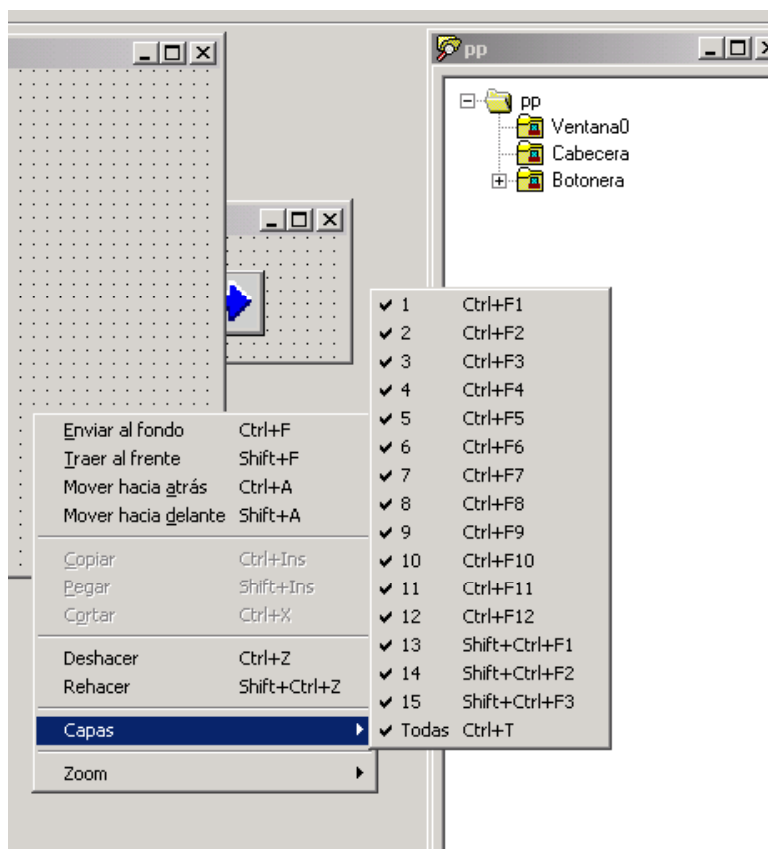 pp
pp
Ventana0
Cabecera
Botonera
1 Ctrl+F1
2 Ctrl+F2
3 Ctrl+F3
4 Ctrl+F4
5 Ctrl+F5
6 Ctrl+F6
7 Ctrl+F7
8 Ctrl+F8
9 Ctrl+F9
10 Ctrl+F10
11 Ctrl+F11
12 Ctrl+F12
13 Shift+Ctrl+F1
14 Shift+Ctrl+F2
15 Shift+Ctrl+F3
Todas Ctrl+T
Enviar al fondo Ctrl+F
Traer al frente Shift+F
Mover hacia atrás Ctrl+A
Mover hacia delante Shift+A
Copiar Ctrl+Ins
Pegar Shift+Ins
Cortar Ctrl+X
Deshacer Ctrl+Z
Rehacer Shift+Ctrl+Z
Capas
Zoom